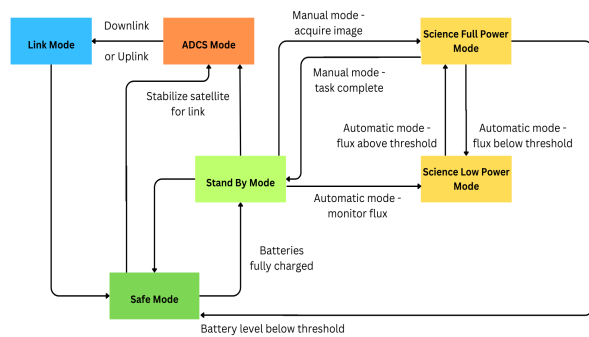 Downlink
or Uplink
Link Mode
ADCS Mode
Manual mode -
acquire image
Science Full Power
Mode
Manual mode -
task complete
Stabilize satellite
for link
Automatic mode -
flux above threshold
Automatic mode -
flux below threshold
Stand By Mode
Science Low Power
Mode
Automatic mode -
monitor flux
Batteries
fully charged
Safe Mode
Battery level below threshold